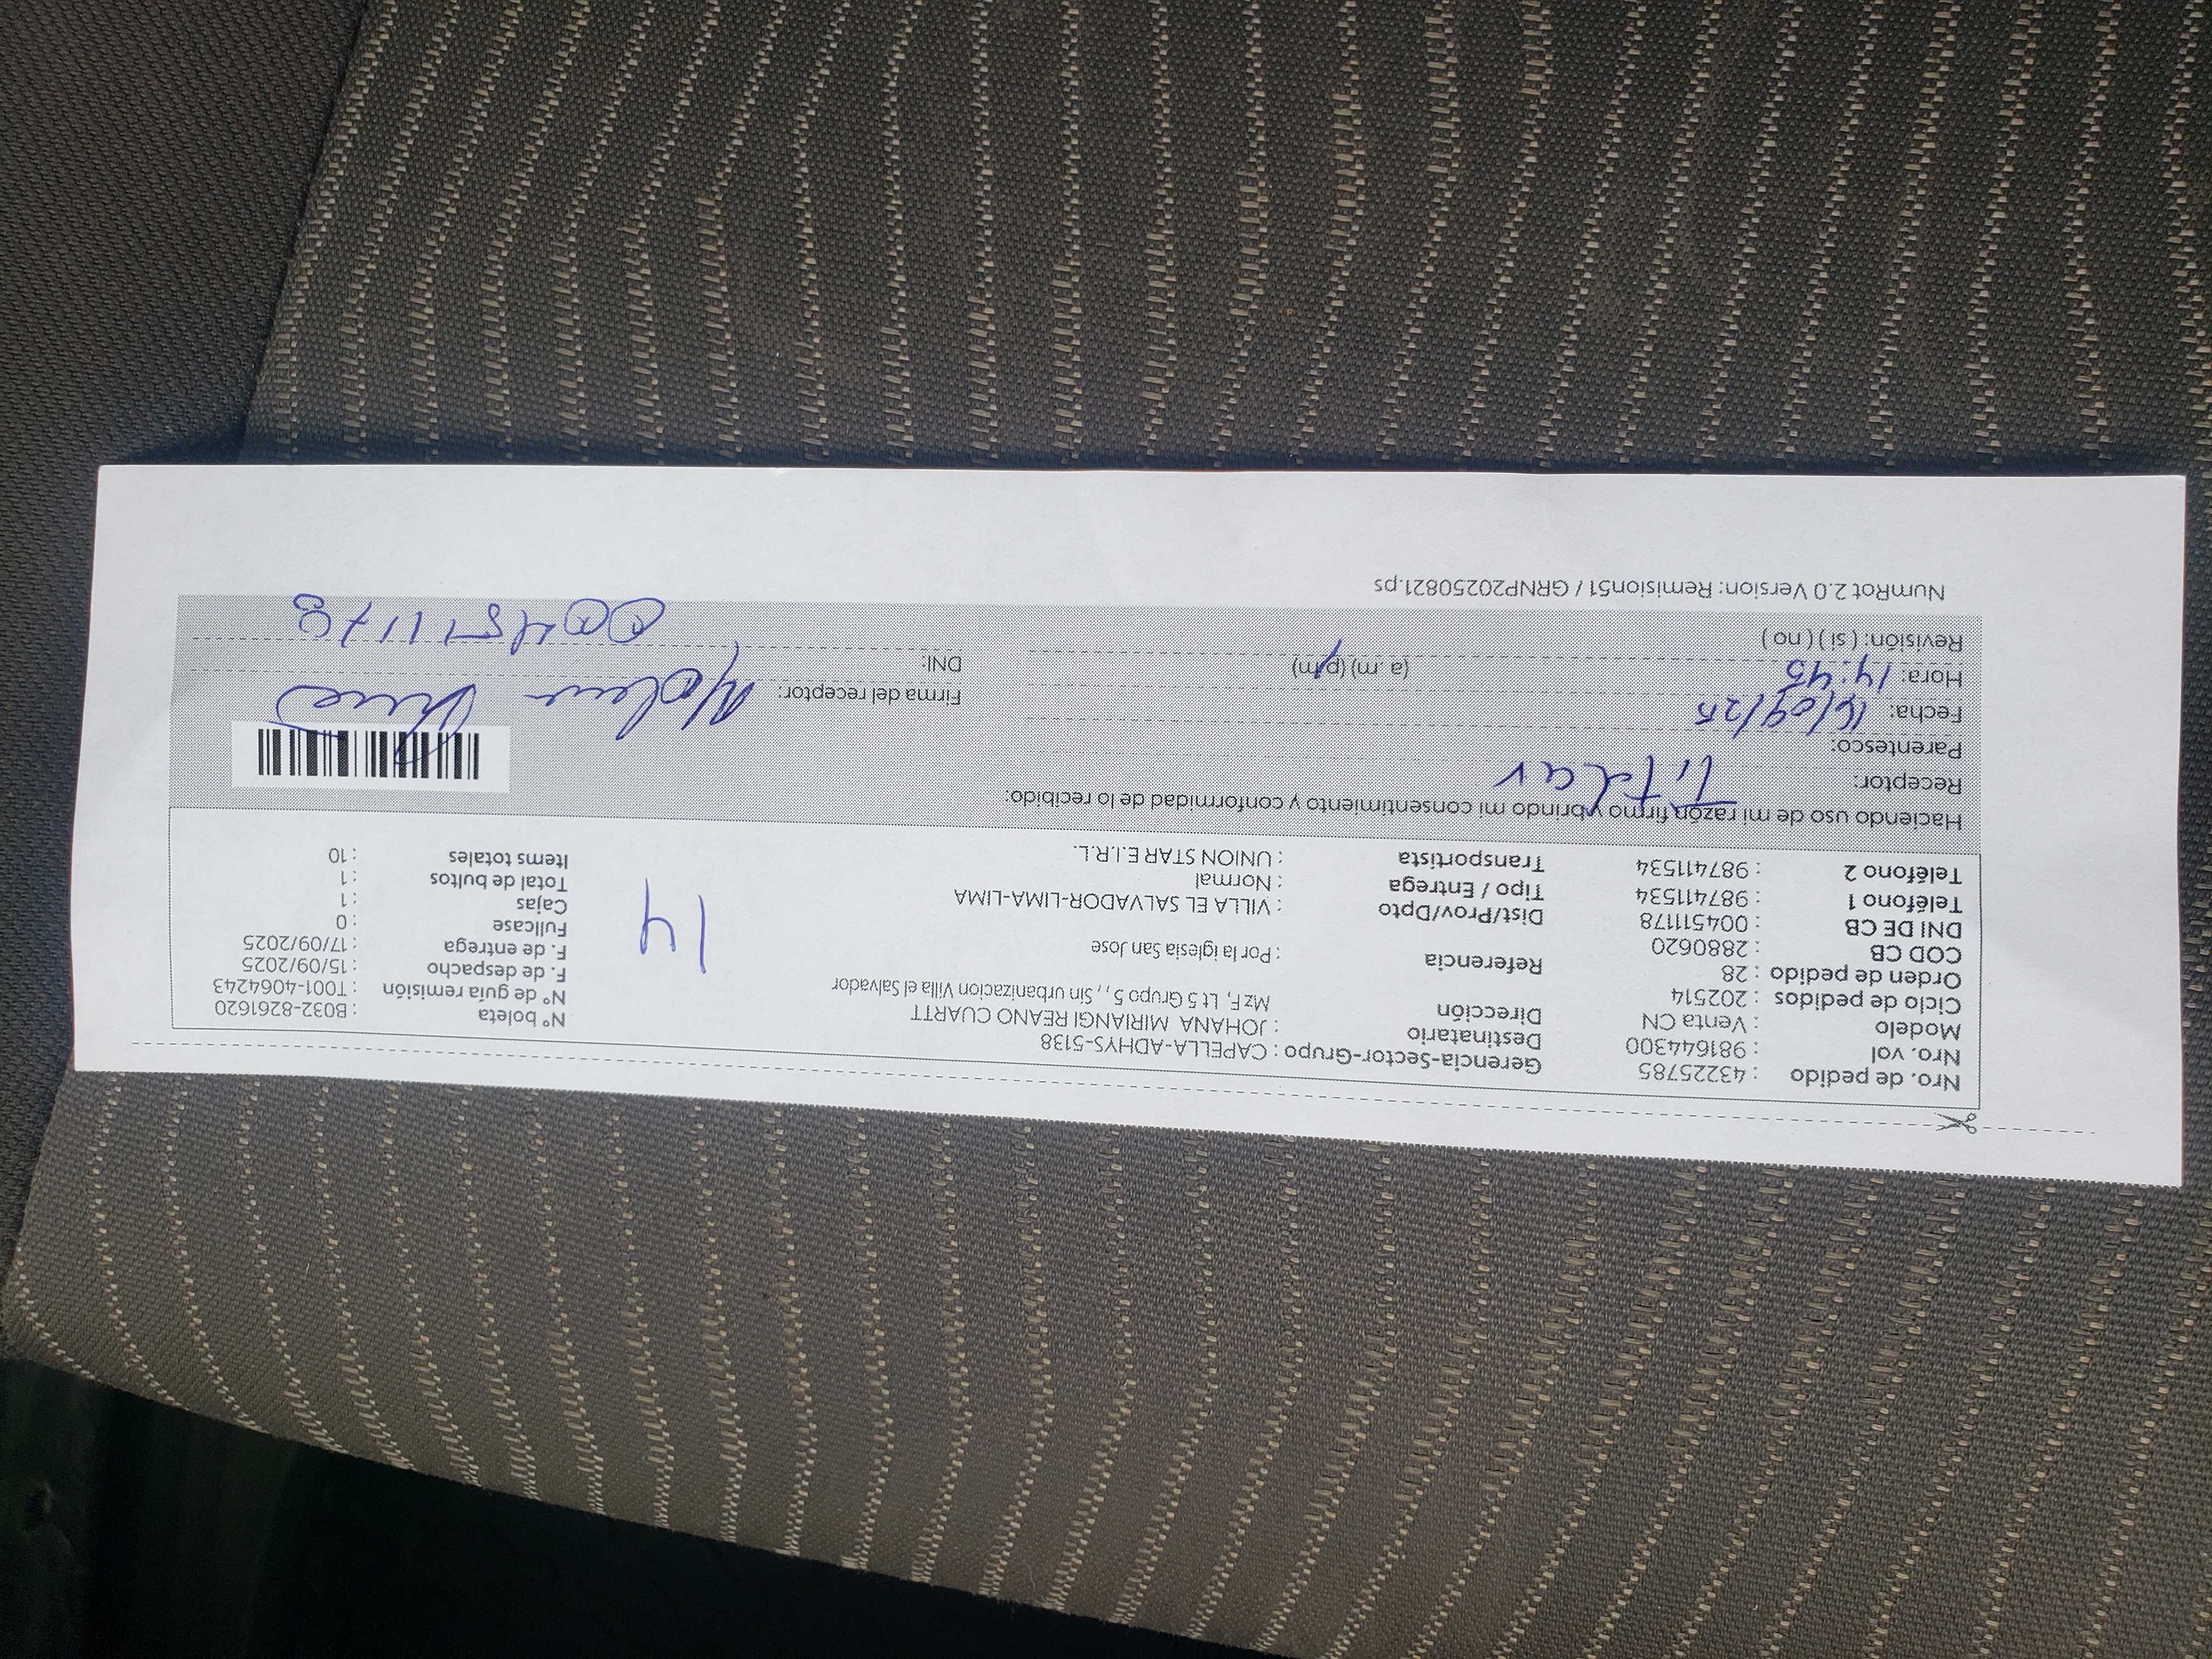 Nro. de pedido : 43225785 Gerencia-Sector-Grupo : CAPELLA-ADHYS-5138
Nro. vol : 981644300 Destinatario : JOHANA MIRIANGI REANO CUARTT Nº boleta : B032-8261620
Modelo : Venta CN Dirección MzF, Lt 5 Grupo 5 , , Sin urbanizacion Villa el Salvador Nº de guía remisión : T001-4064243
Ciclo de pedidos : 202514 F. de despacho : 15/09/2025
Orden de pedido : 28 Referencia : Por la iglesia San Jose F. de entrega : 17/09/2025
COD CB : 2880620 Fullcase : 0
DNI DE CB : 004511178 Dist/Prov/Dpto : VILLA EL SALVADOR-LIMA-LIMA Cajas : 1
Teléfono 1 : 987411534 Tipo / Entrega : Normal Total de bultos : 1
Teléfono 2 : 987411534 Transportista : UNION STAR E.I.R.L. Items totales : 10
14
Haciendo uso de mi razón firmo y brindo mi consentimiento y conformidad de lo recibido:
Receptor: Titular
Parentesco:
Fecha: 16/09/25 Firma del receptor:
Hora: 14:45 (a .m) (p/m) DNI: 004511178
Revisión: ( si ) ( no )
NumRot 2.0 Version: Remision51 / GRNP20250821.ps